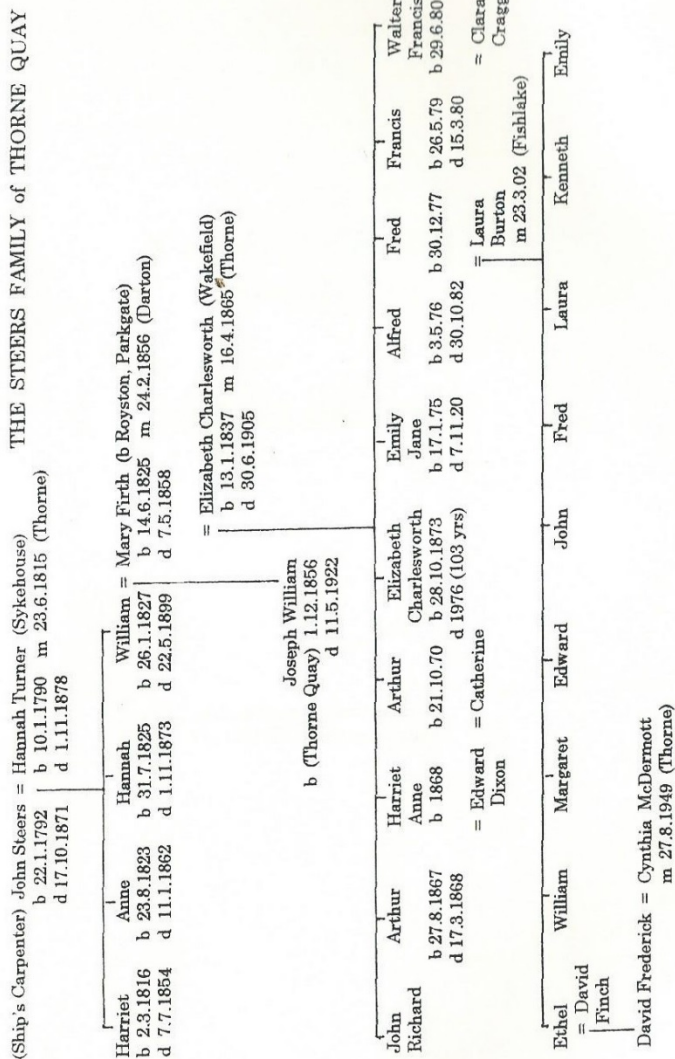 THE STEERS FAMILY of THORNE QUAY
(Ship's Carpenter) John Steers = Hannah Turner (Sykehouse)
b 22.1.1792 b 10.1.1790 m 23.6.1815 (Thorne)
d 17.10.1871 d 1.11.1878
Harriet Anne Hannah William = Mary Firth (b Royston, Parkgate)
b 2.3.1816 b 23.8.1823 b 31.7.1825 b 26.1.1827 b 14.6.1825 m 24.2.1856 (Darton)
d 7.7.1854 d 11.1.1862 d 1.11.1873 d 22.5.1899 d 7.5.1858
= Elizabeth Charlesworth (Wakefield)
b 13.1.1837 m 16.4.1865 (Thorne)
d 30.6.1905
Joseph William
b (Thorne Quay) 1.12.1856
d 11.5.1922
John Arthur Harriet Arthur Elizabeth Emily Alfred Fred Francis Walter
Richard Anne Charlesworth Jane Francis
b 27.8.1867 b 1868 b 21.10.70 b 28.10.1873 b 17.1.75 b 3.5.76 b 30.12.77 b 26.5.79 b 29.6.80
d 17.3.1868 d 1976 (103 yrs) d 7.11.20 d 30.10.82 d 15.3.80
= Edward = Catherine = Laura = Clara
Dixon Burton
m 23.3.02 (Fishlake)
Ethel William Margaret Edward John Fred Laura Kenneth Emily
= David
Finch
David Frederick = Cynthia McDermott
m 27.8.1949 (Thorne)